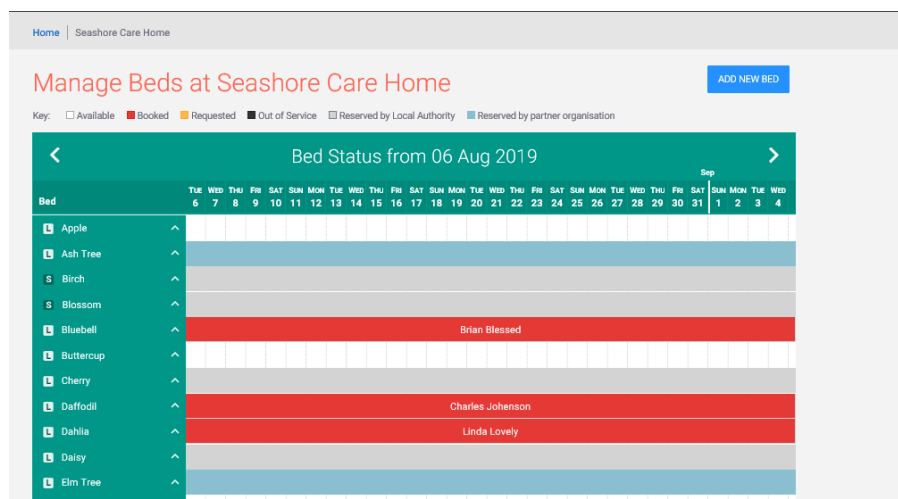 Home | Seashore Care Home
Manage Beds at Seashore Care Home
ADD NEW BED
Key: Available Booked Requested Out of Service Reserved by Local Authority Reserved by partner organisation
Bed Status from 06 Aug 2019
Sep
TUE WED THU FRI SAT SUN MON TUE WED THU FRI SAT SUN MON TUE WED THU FRI SAT SUN MON TUE WED THU FRI SAT SUN MON TUE WED
Bed 6 7 8 9 10 11 12 13 14 15 16 17 18 19 20 21 22 23 24 25 26 27 28 29 30 31 1 2 3 4
L Apple
L Ash Tree
S Birch
S Blossom
L Bluebell Brian Blessed
L Buttercup
L Cherry
L Daffodil Charles Johenson
L Dahlia Linda Lovely
L Daisy
L Elm Tree